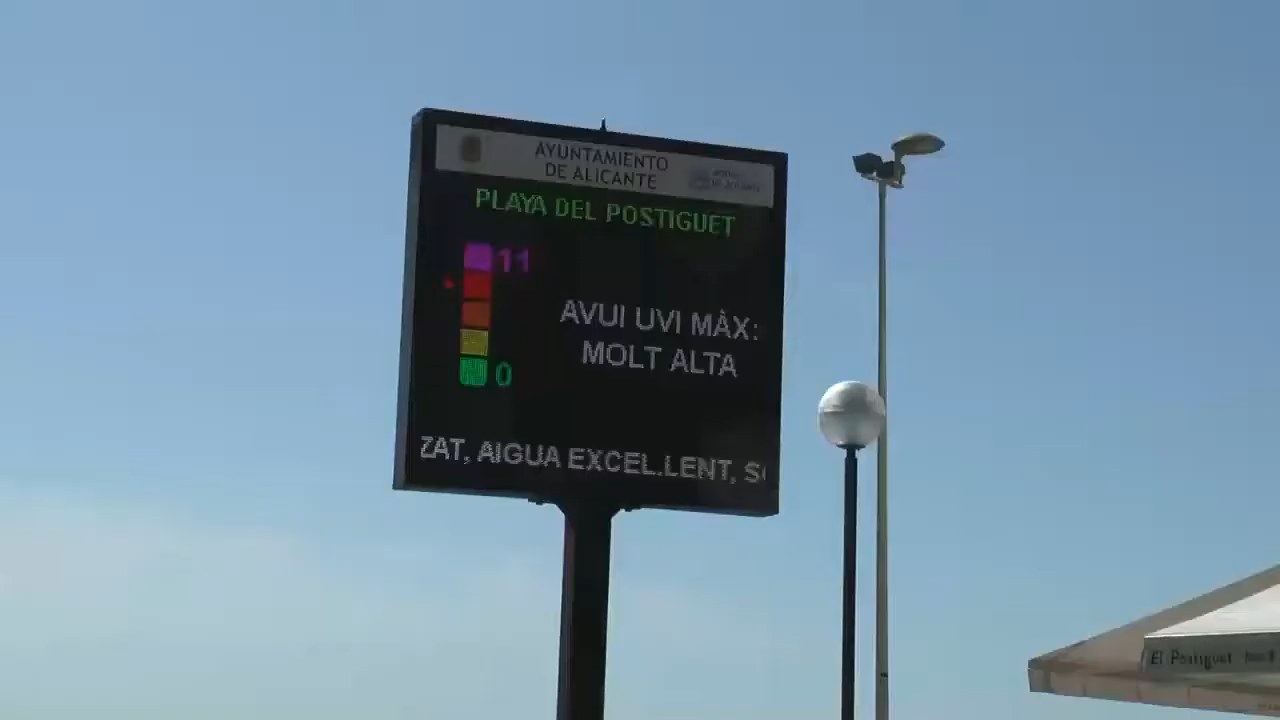 AYUNTAMIENTO
DE ALICANTE
PLAYA DEL POSTIGUET
11
AVUI UVI MÀX:
MOLT ALTA
0
ZAT, AIGUA EXCEL.LENT, S
El Postiguet